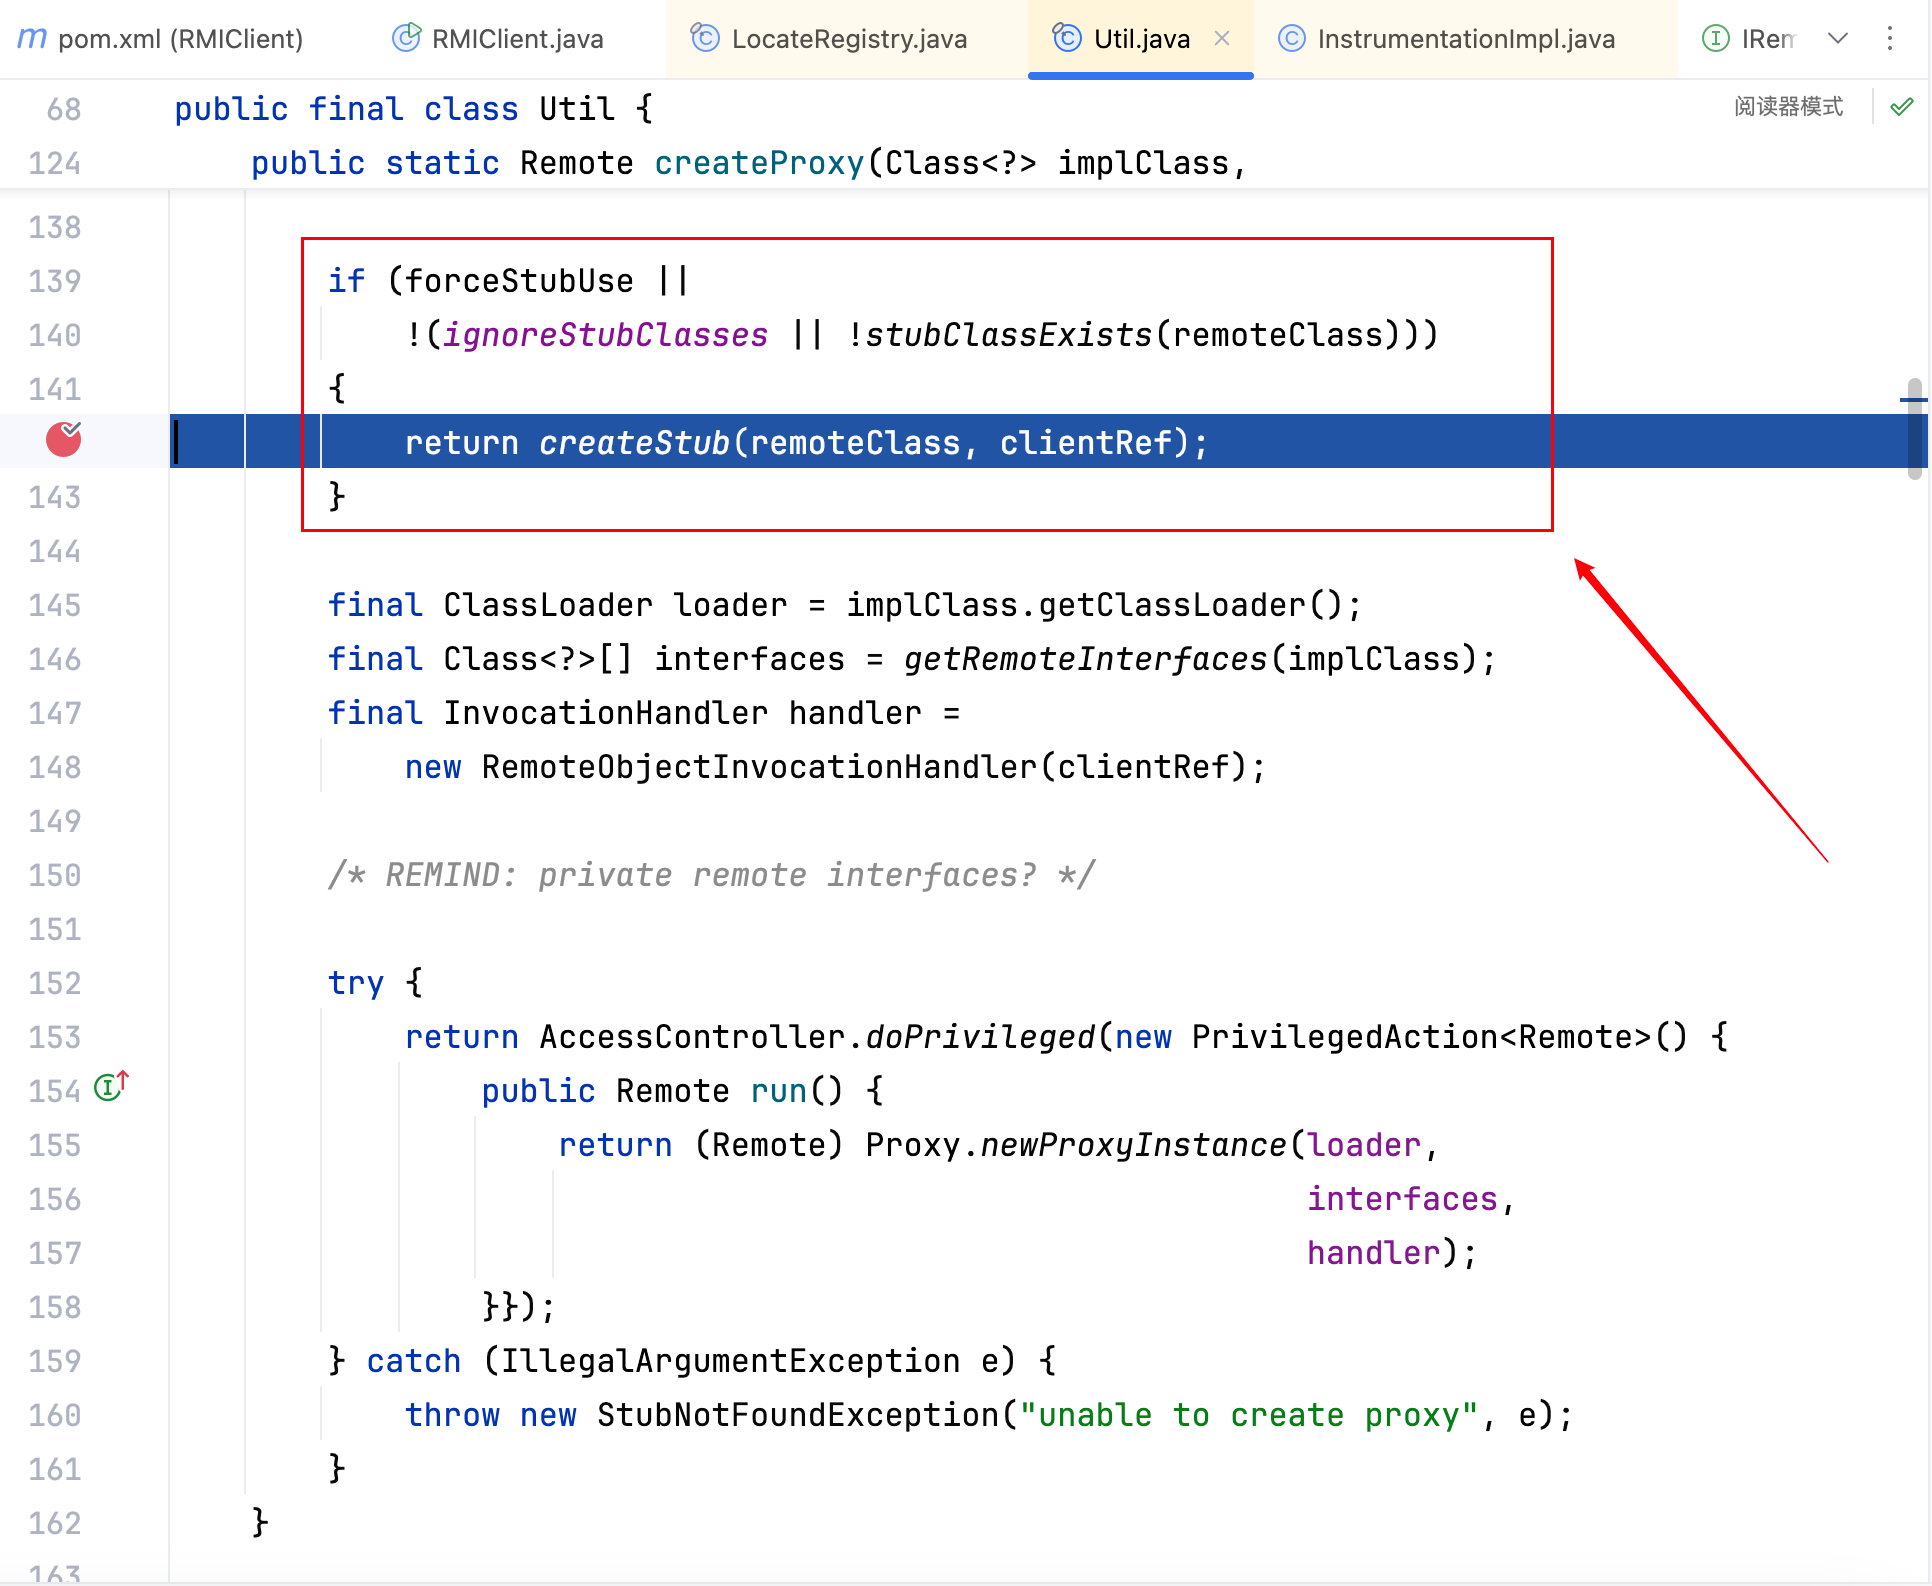 m pom.xml (RMIClient) RMIClient.java LocateRegistry.java Util.java InstrumentationImpl.java IRem
68 public final class Util { 阅读器模式
124 public static Remote createProxy(Class<?> implClass,
138
139 if (forceStubUse ||
140 !(ignoreStubClasses || !stubClassExists(remoteClass)))
141 {
return createStub(remoteClass, clientRef);
143 }
144
145 final ClassLoader loader = implClass.getClassLoader();
146 final Class<?>[] interfaces = getRemoteInterfaces(implClass);
147 final InvocationHandler handler =
148 new RemoteObjectInvocationHandler(clientRef);
149
150 /* REMIND: private remote interfaces? */
151
152 try {
153 return AccessController.doPrivileged(new PrivilegedAction<Remote>() {
154 public Remote run() {
155 return (Remote) Proxy.newProxyInstance(loader,
156 interfaces,
157 handler);
158 }});
159 } catch (IllegalArgumentException e) {
160 throw new StubNotFoundException("unable to create proxy", e);
161 }
162 }
163